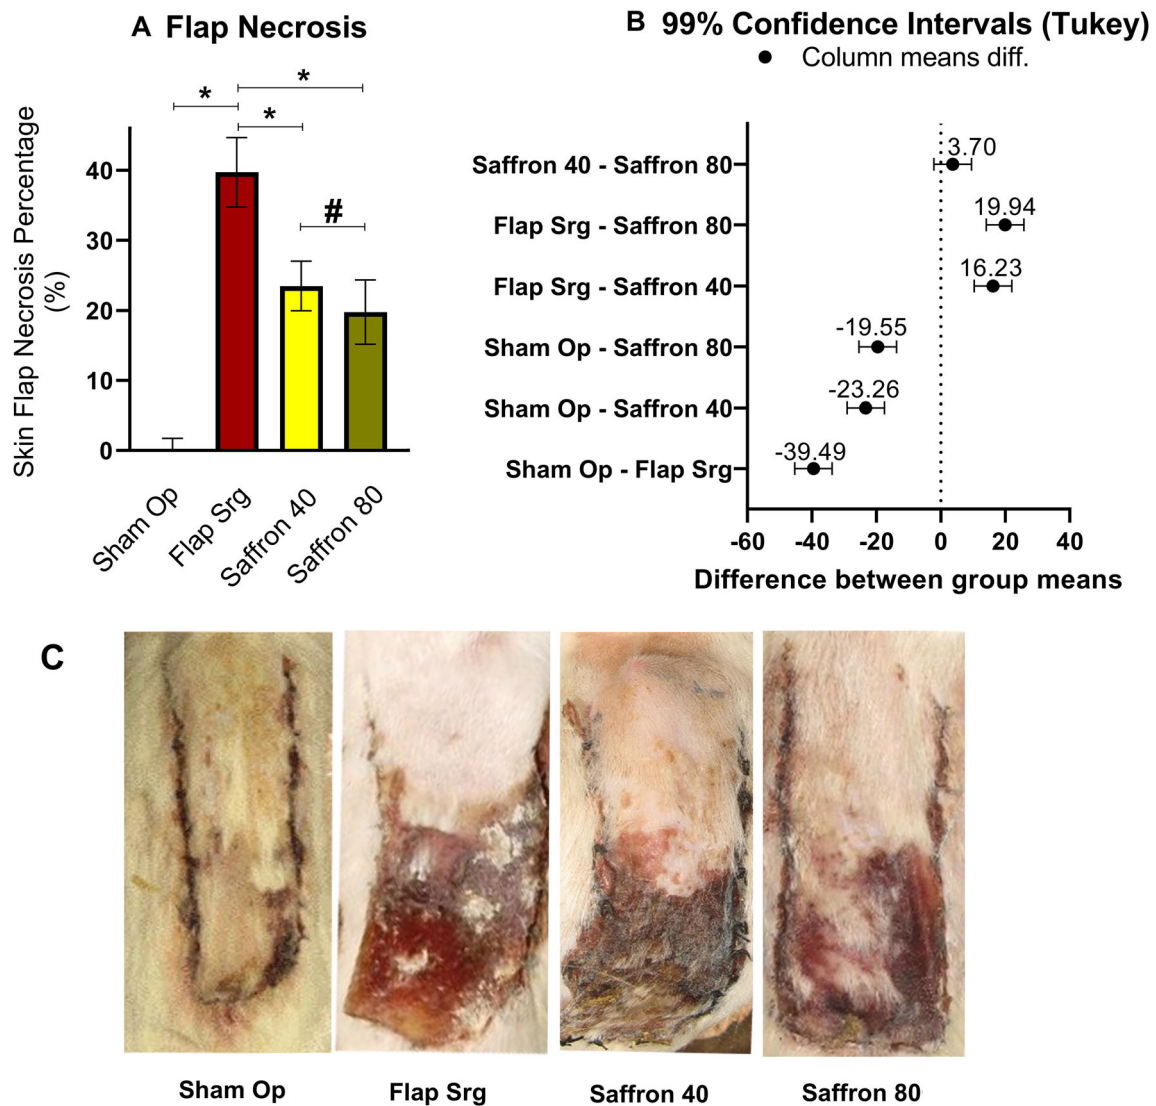 A Flap Necrosis
*
*
*
#
Skin Flap Necrosis Percentage
(%)
40
30
20
10
0
Sham Op
Flap Srg
Saffron 40
Saffron 80
B 99% Confidence Intervals (Tukey)
Column means diff.
Saffron 40 - Saffron 80
3.70
Flap Srg - Saffron 80
19.94
Flap Srg - Saffron 40
16.23
Sham Op - Saffron 80
-19.55
Sham Op - Saffron 40
-23.26
Sham Op - Flap Srg
-39.49
-60 -40 -20 0 20 40
Difference between group means
C
Sham Op
Flap Srg
Saffron 40
Saffron 80